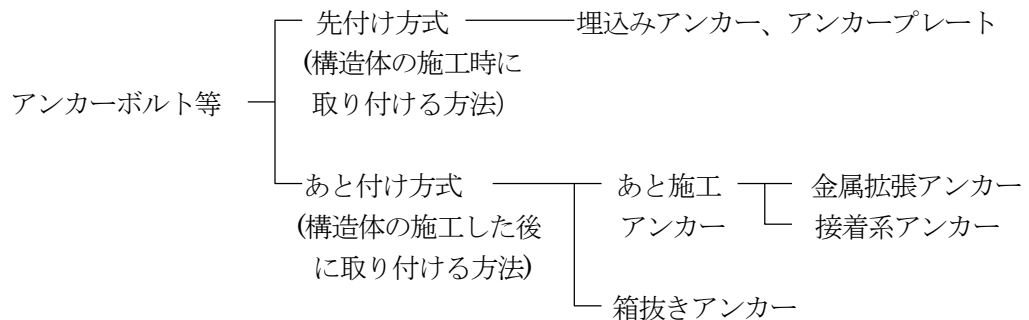 先付け方式 埋込みアンカー、アンカープレート
(構造体の施工時に
取り付ける方法)
アンカーボルト等
あと付け方式 あと施工 金属拡張アンカー
(構造体の施工した後 アンカー 接着系アンカー
に取り付ける方法)
箱抜きアンカー